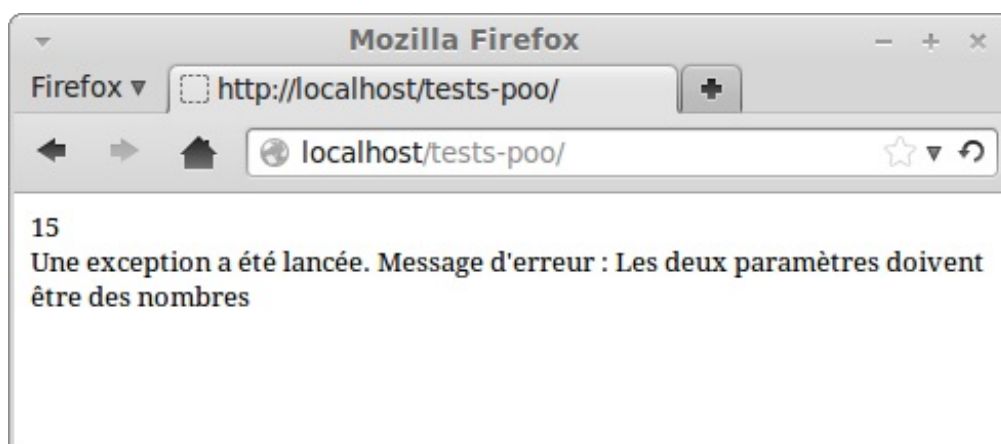 Mozilla Firefox
Firefox
http://localhost/tests-poo/
localhost/tests-poo/
15
Une exception a été lancée. Message d'erreur : Les deux paramètres doivent
être des nombres